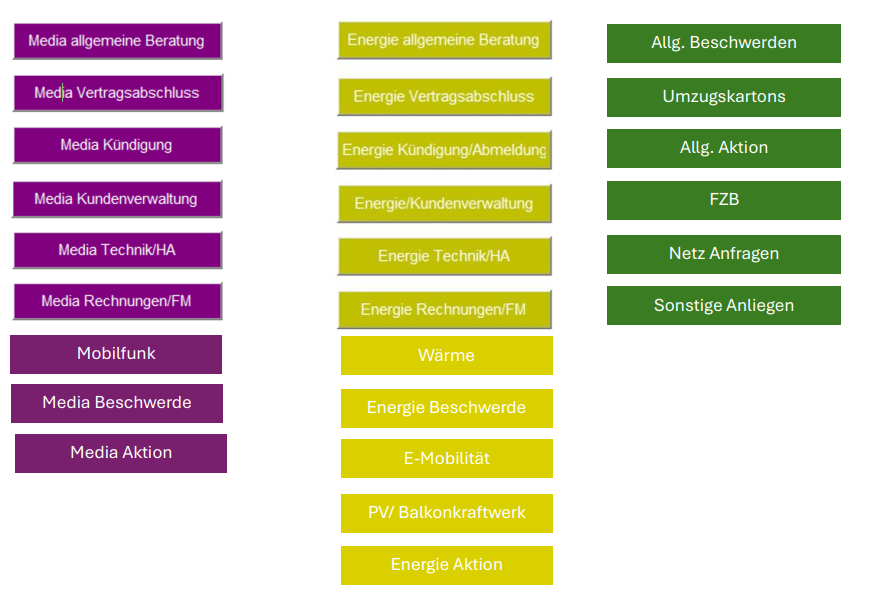 Media allgemeine Beratung
Media Vertragsabschluss
Media Kündigung
Media Kundenverwaltung
Media Technik/HA
Media Rechnungen/FM
Mobilfunk
Media Beschwerde
Media Aktion
Energie allgemeine Beratung
Energie Vertragsabschluss
Energie Kündigung/Abmeldung
Energie/Kundenverwaltung
Energie Technik/HA
Energie Rechnungen/FM
Wärme
Energie Beschwerde
E-Mobilität
PV/ Balkonkraftwerk
Energie Aktion
Allg. Beschwerden
Umzugskartons
Allg. Aktion
FZB
Netz Anfragen
Sonstige Anliegen